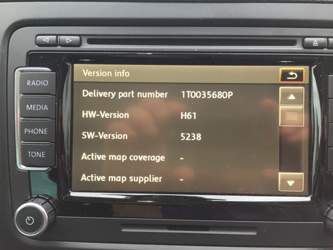 Version info
RADIO
Delivery part number 1T0035680P
MEDIA
HW-Version H61
PHONE
SW-Version 5238
TONE
Active map coverage -
Active map supplier -